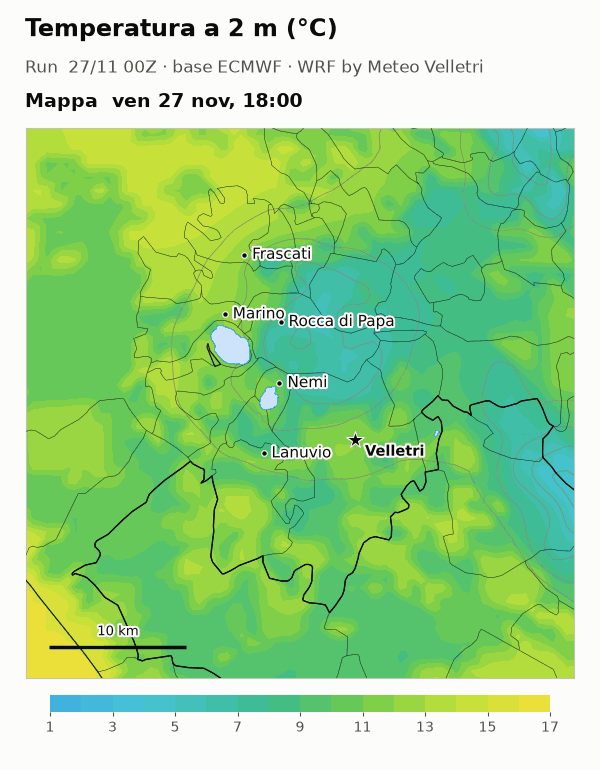 Temperatura a 2 m (°C)
Run  27/11 00Z · base ECMWF · WRF by Meteo Velletri
Mappa  ven 27 nov, 18:00
Frascati
Marino
Rocca di Papa
Nemi
Velletri
Lanuvio
10 km
1 3 5 7 9 11 13 15 17